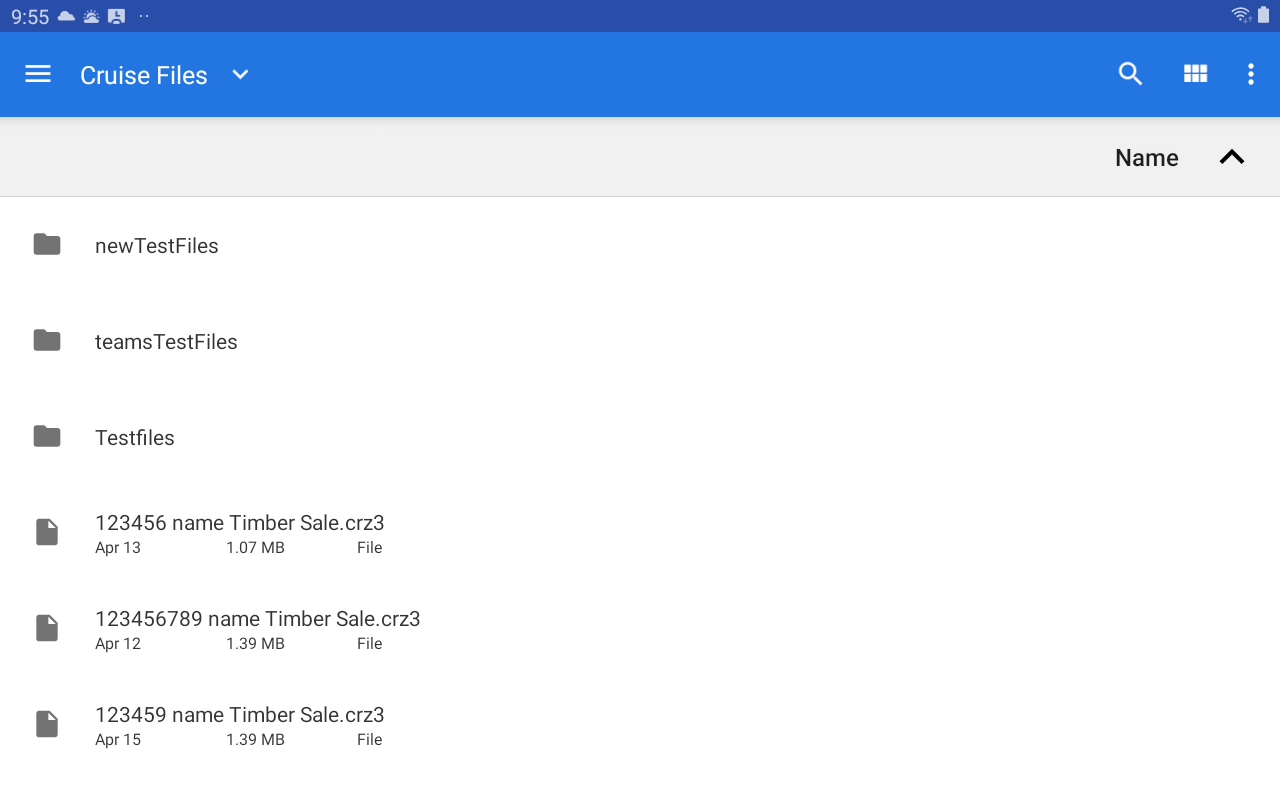 9:55
Cruise Files
Name
newTestFiles
teamsTestFiles
Testfiles
123456 name Timber Sale.crz3
Apr 13 1.07 MB File
123456789 name Timber Sale.crz3
Apr 12 1.39 MB File
123459 name Timber Sale.crz3
Apr 15 1.39 MB File